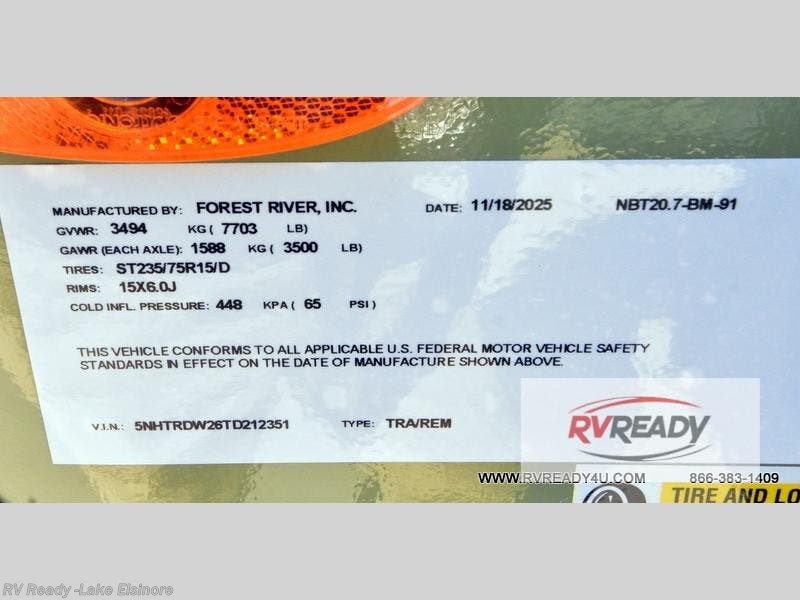 MANUFACTURED BY: FOREST RIVER, INC. DATE: 11/18/2025 NBT20.7-BM-91
GVWR: 3494 KG ( 7703 LB)
GAWR (EACH AXLE): 1588 KG ( 3500 LB)
TIRES: ST235/75R15/D
RIMS: 15X6.0J
COLD INFL. PRESSURE: 448 KPA ( 65 PSI )
THIS VEHICLE CONFORMS TO ALL APPLICABLE U.S. FEDERAL MOTOR VEHICLE SAFETY
STANDARDS IN EFFECT ON THE DATE OF MANUFACTURE SHOWN ABOVE.
V.I.N.: 5NHTRDW26TD212351 TYPE: TRA/REM
RVREADY
WWW.RVREADY4U.COM 866-383-1409
TIRE AND LO
RV Ready -Lake Elsinore